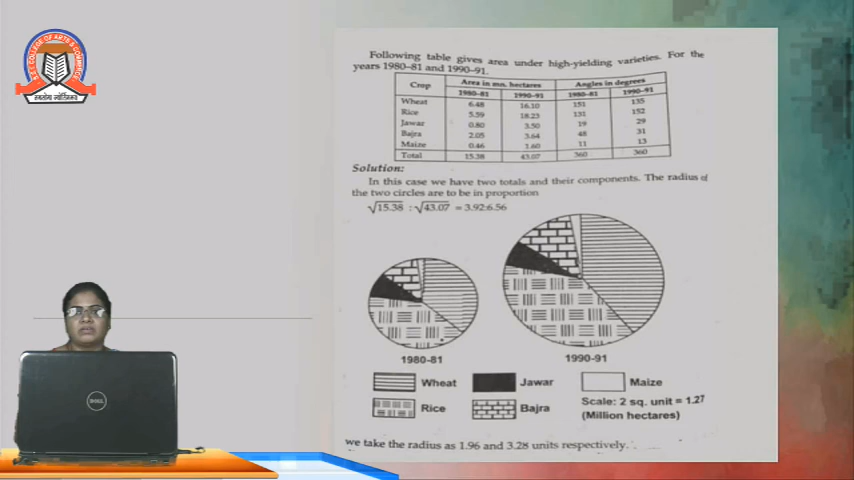 COLLEGE OF ARTS & COMMERCE
Following table gives area under high-yielding varieties. For the
years 1980-81 and 1990-91.
Crop Area in mn. hectares Angles in degrees
1980-81 1990-91 1980-81 1990-91
Wheat 6.48 16.10 151 135
Rice 5.59 18.23 131 152
Jawar 0.80 3.50 19 29
Bajra 2.05 3.64 48 31
Maize 0.46 1.60 11 13
Total 15.38 43.07 360 360
Solution:
In this case we have two totals and their components. The radius of
the two circles are to be in proportion
√15.38 : √43.07 = 3.92:6.56
1980-81
1990-91
Wheat Jawar Maize
Rice Bajra Scale: 2 sq. unit = 1.27
(Million hectares)
we take the radius as 1.96 and 3.28 units respectively.
DELL